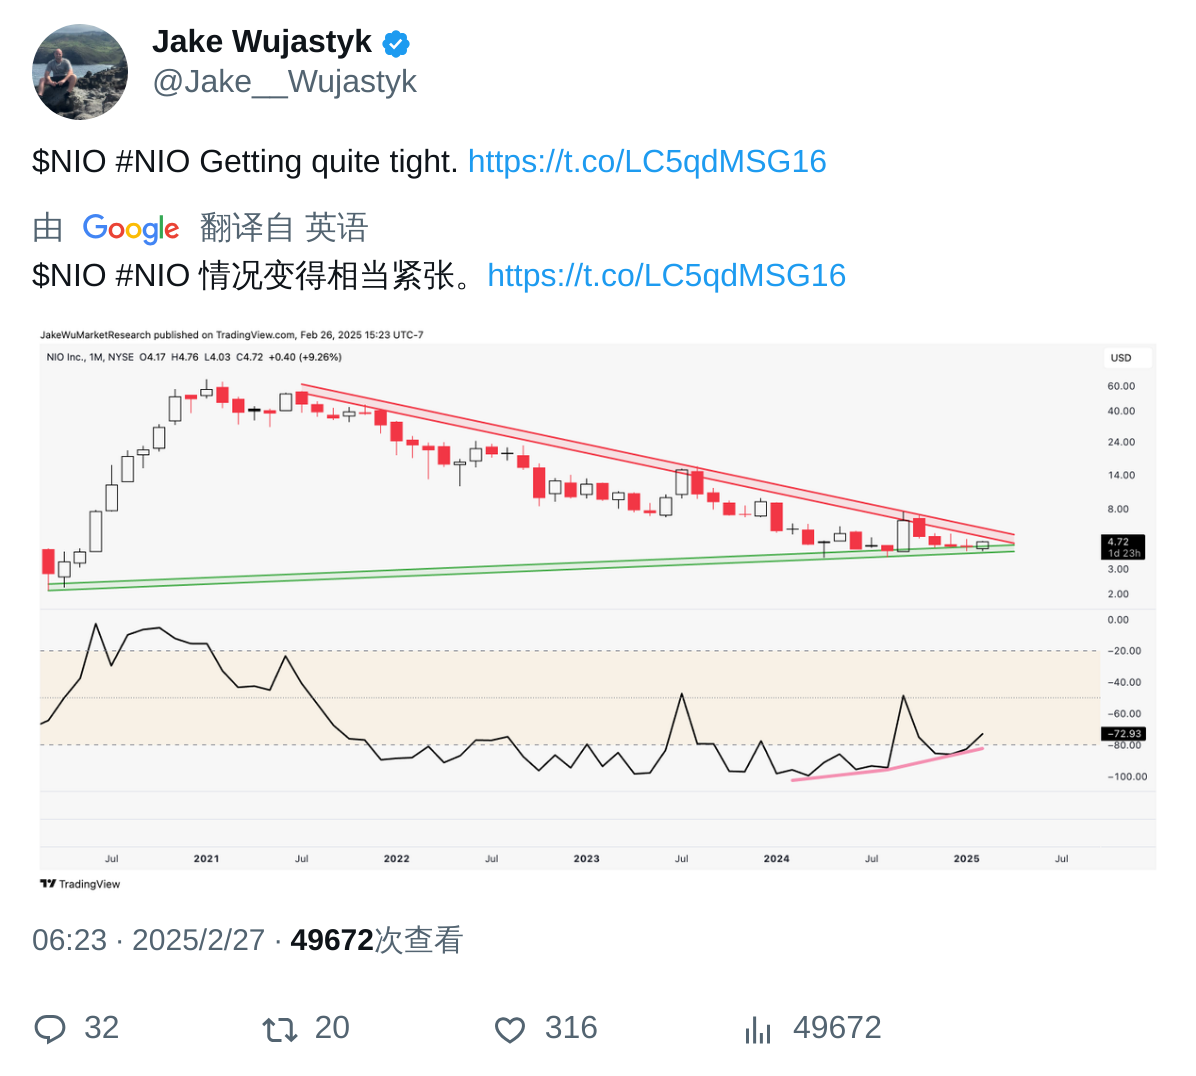 Jake Wujastyk
@Jake__Wujastyk
$NIO #NIO Getting quite tight. https://t.co/LC5qdMSG16
由 Google 翻译自 英语
$NIO #NIO 情况变得相当紧张。https://t.co/LC5qdMSG16
JakeWuMarketResearch published on TradingView.com, Feb 26, 2025 15:23 UTC-7
NIO Inc., 1M, NYSE O4.17 H4.76 L4.03 C4.72 +0.40 (+9.26%)
USD
60.00
40.00
24.00
14.00
8.00
4.72
1d 23h
3.00
2.00
0.00
−20.00
−40.00
−60.00
−72.93
−80.00
−100.00
Jul 2021 Jul 2022 Jul 2023 Jul 2024 Jul 2025 Jul
TradingView
06:23 · 2025/2/27 · 49672次查看
32 20 316 49672